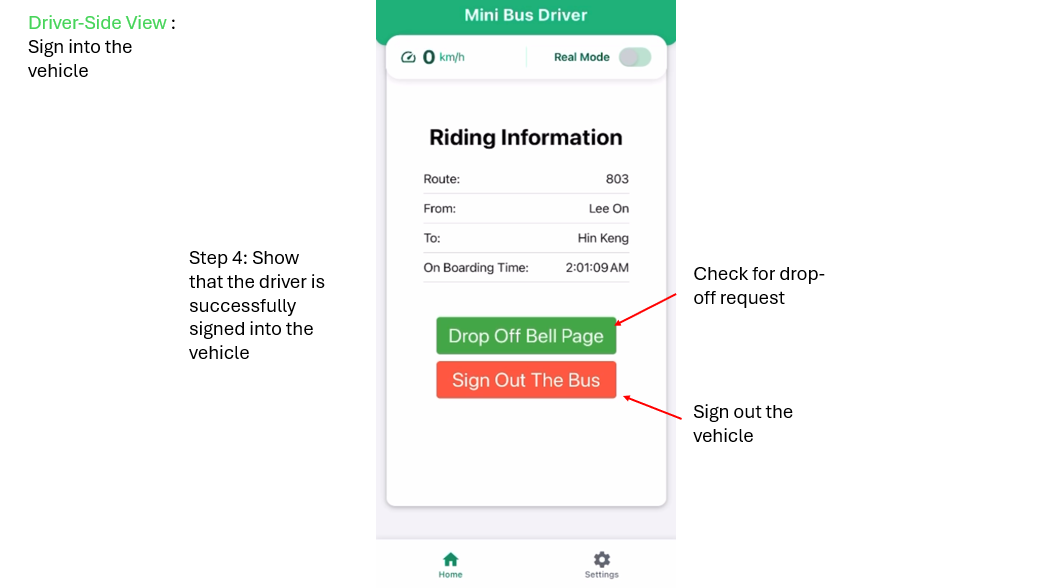 Driver-Side View :
Sign into the
vehicle
Mini Bus Driver
0 km/h
Real Mode
Riding Information
Route: 803
From: Lee On
To: Hin Keng
On Boarding Time: 2:01:09 AM
Drop Off Bell Page
Sign Out The Bus
Home
Settings
Step 4: Show
that the driver is
successfully
signed into the
vehicle
Check for drop-
off request
Sign out the
vehicle